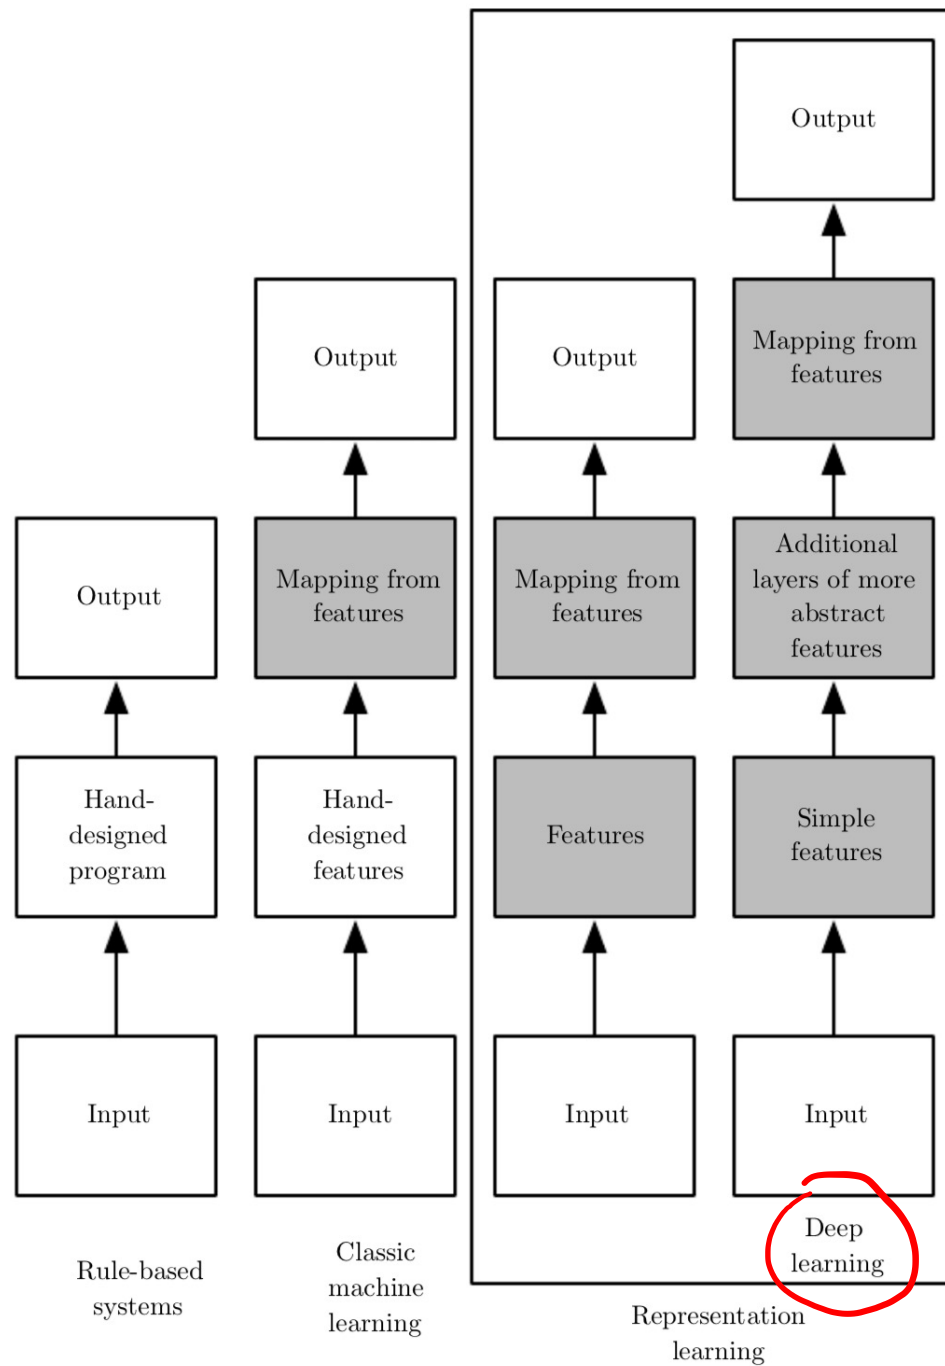 Output
Output
Output
Mapping from
features
Output
Mapping from
features
Mapping from
features
Additional
layers of more
abstract
features
Hand-
designed
program
Hand-
designed
features
Features
Simple
features
Input
Input
Input
Input
Rule-based
systems
Classic
machine
learning
Representation
learning
Deep
learning